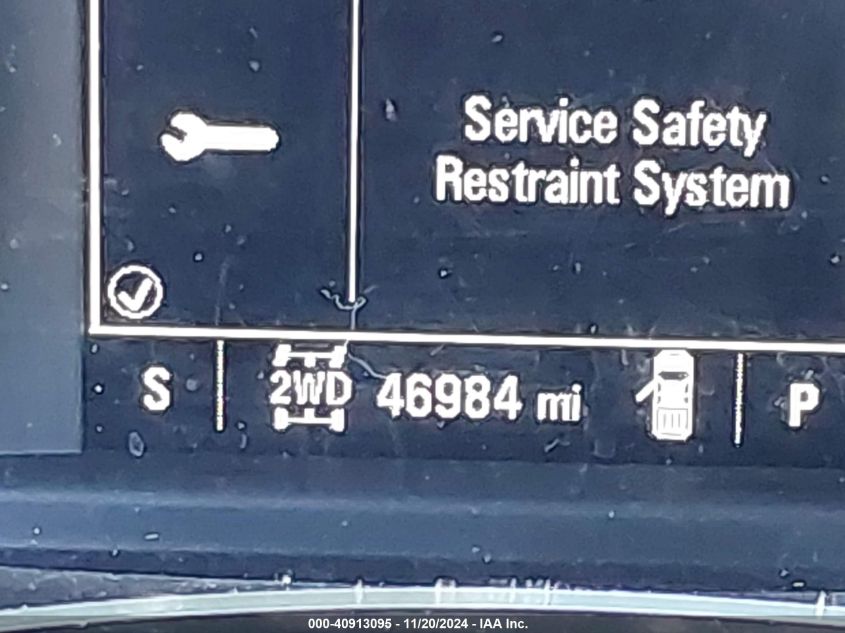 Service Safety
Restraint System
S 2WD 46984 mi P
000-40913095 - 11/20/2024 - IAA Inc.